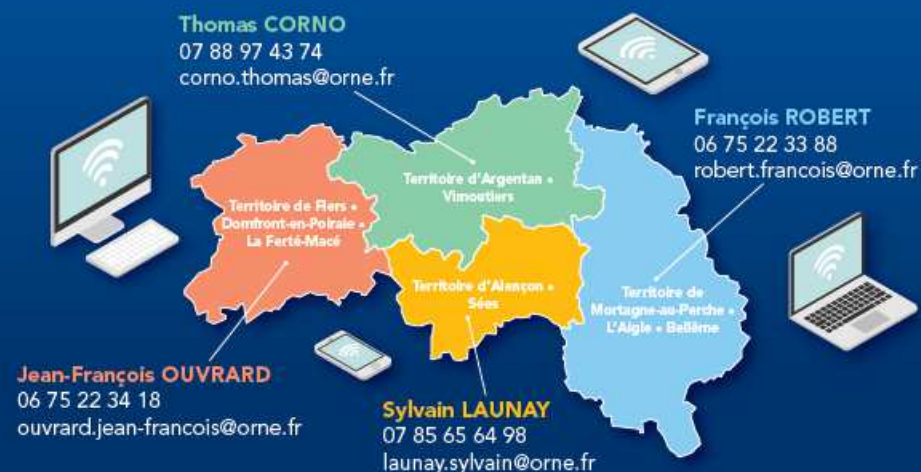 Thomas CORNO
07 88 97 43 74
corno.thomas@orne.fr
François ROBERT
06 75 22 33 88
robert.francois@orne.fr
Territoire d'Argentan •
Vimoutiers
Territoire de Flers •
Domfront-en-Poiraie •
La Ferté-Macé
Territoire d'Alençon •
Sées
Territoire de
Mortagne-au-Perche •
L'Aigle • Bellême
Jean-François OUVRARD
06 75 22 34 18
ouvrard.jean-francois@orne.fr
Sylvain LAUNAY
07 85 65 64 98
launay.sylvain@orne.fr